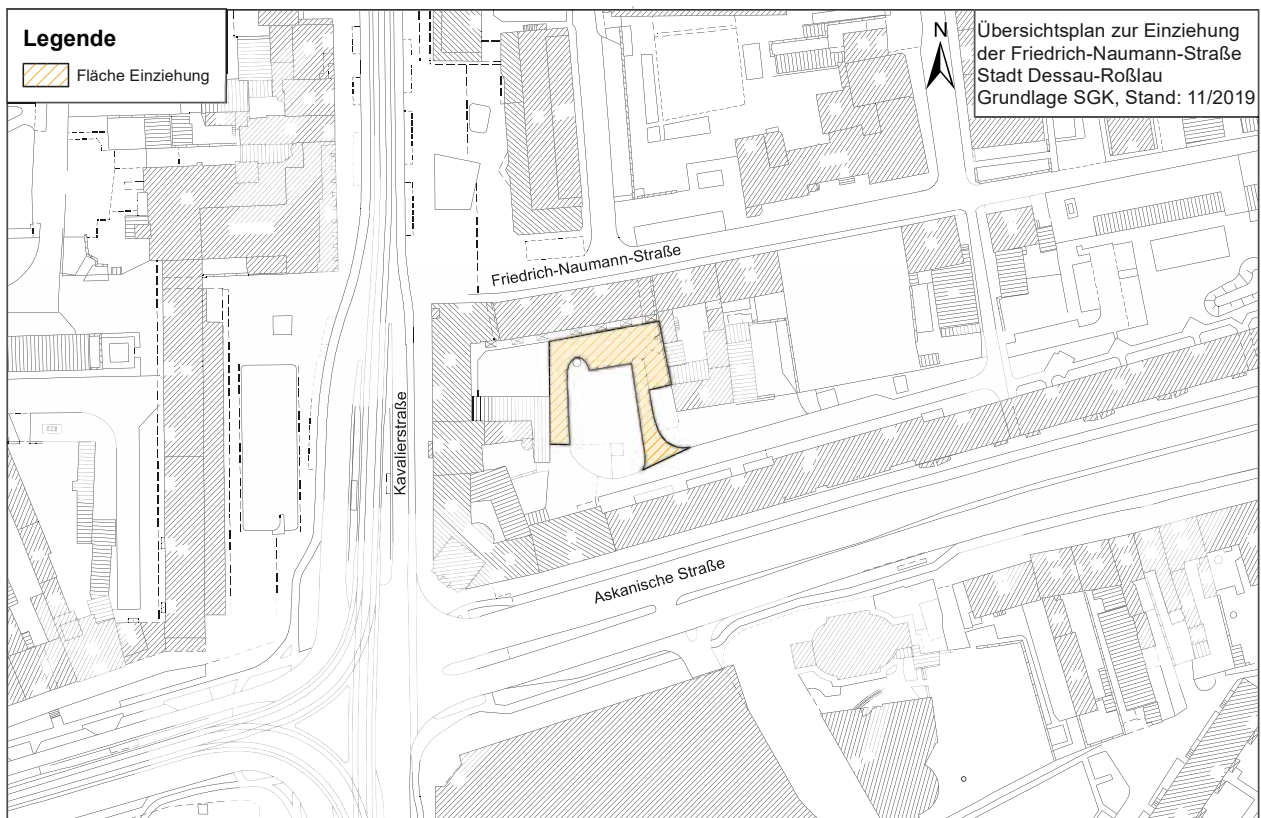 Legende
Fläche Einziehung
N
Übersichtsplan zur Einziehung
der Friedrich-Naumann-Straße
Stadt Dessau-Roßlau
Grundlage SGK, Stand: 11/2019
Friedrich-Naumann-Straße
Kavalierstraße
Askanische Straße